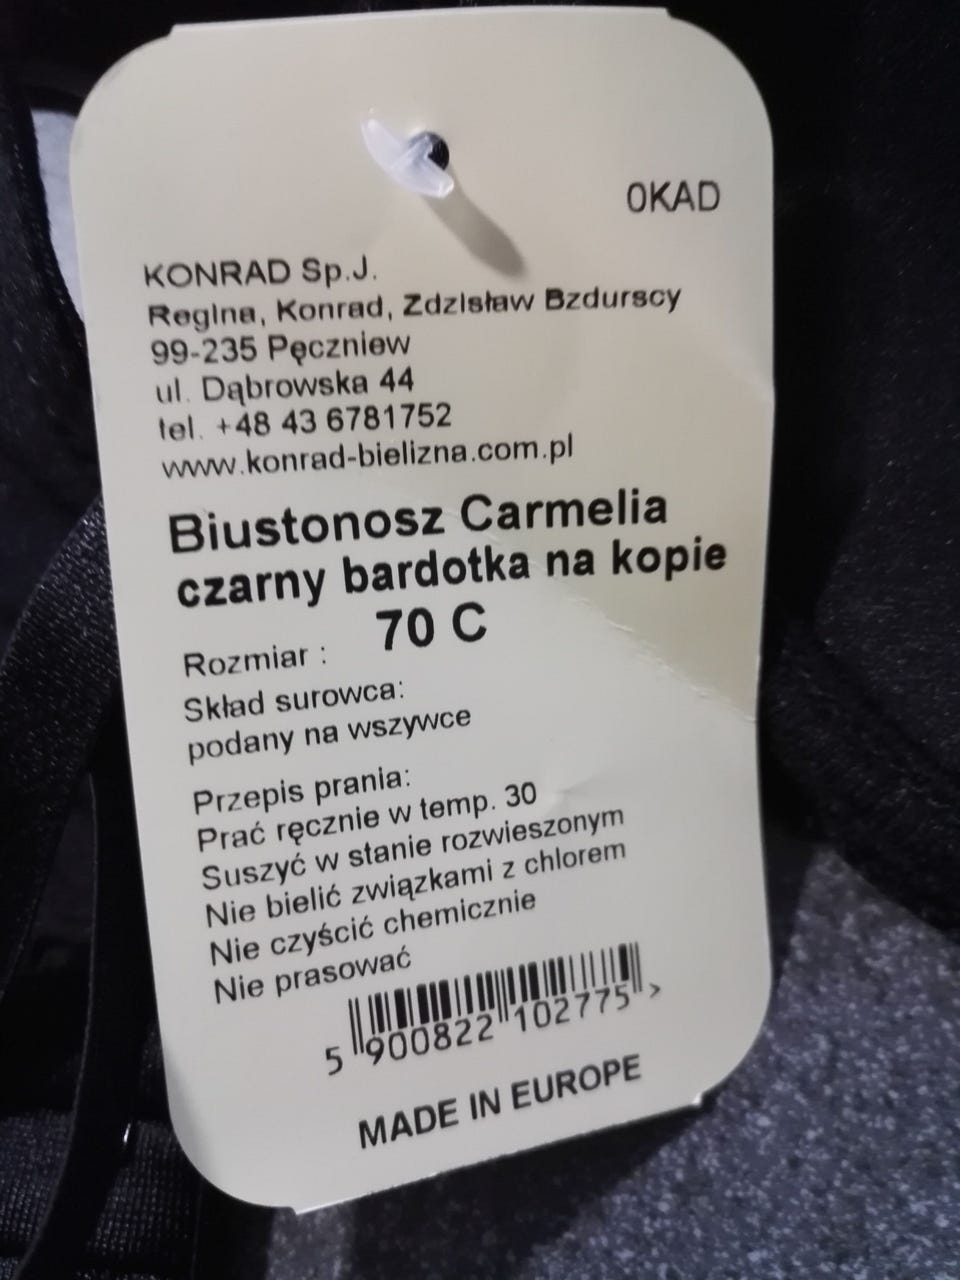 0KAD
KONRAD Sp.J.
Regina, Konrad, Zdzisław Bzdurscy
99-235 Pęczniew
ul. Dąbrowska 44
tel. +48 43 6781752
www.konrad-bielizna.com.pl
Biustonosz Carmelia
czarny bardotka na kopie
70 C
Rozmiar :
Skład surowca:
podany na wszywce
Przepis prania:
Prać ręcznie w temp. 30
Suszyć w stanie rozwieszonym
Nie bielić związkami z chlorem
Nie czyścić chemicznie
Nie prasować
5 900822 102775 >
MADE IN EUROPE